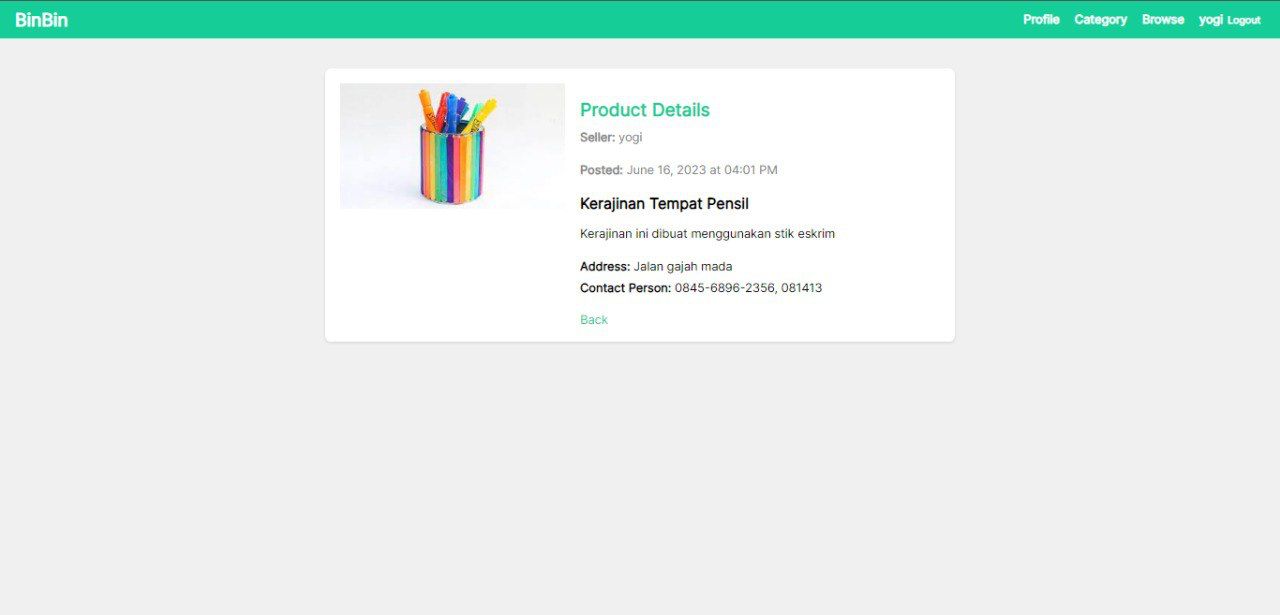 BinBin
Profile Category Browse yogi Logout
Product Details
Seller: yogi
Posted: June 16, 2023 at 04:01 PM
Kerajinan Tempat Pensil
Kerajinan ini dibuat menggunakan stik eskrim
Address: Jalan gajah mada
Contact Person: 0845-6896-2356, 081413
Back